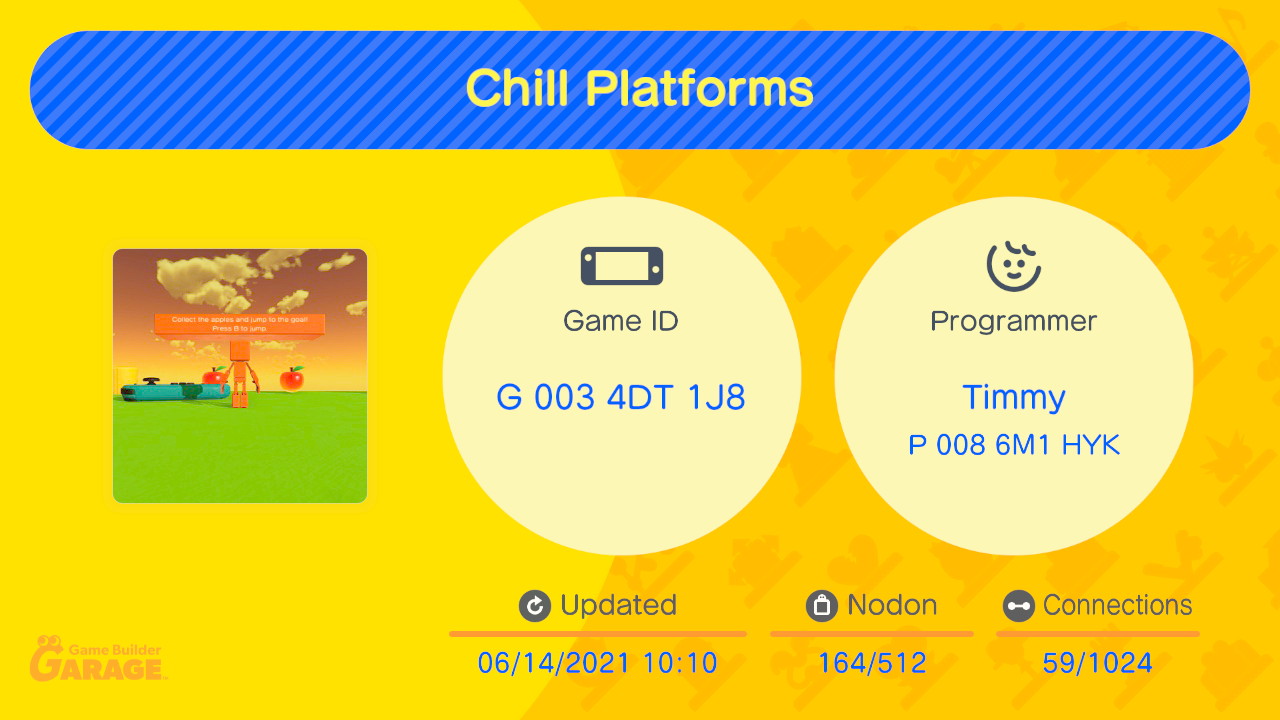 Chill Platforms
Collect the apples and jump to the goal!
Press B to jump.
Game ID
G 003 4DT 1J8
Programmer
Timmy
P 008 6M1 HYK
Updated
06/14/2021 10:10
Nodon
164/512
Connections
59/1024
Game Builder
GARAGE™